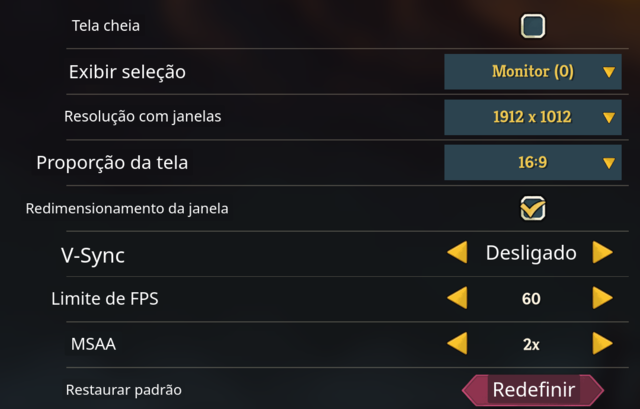 Tela cheia
Exibir seleção Monitor (0)
Resolução com janelas 1912 x 1012
Proporção da tela 16:9
Redimensionamento da janela
V-Sync Desligado
Limite de FPS 60
MSAA 2x
Restaurar padrão Redefinir